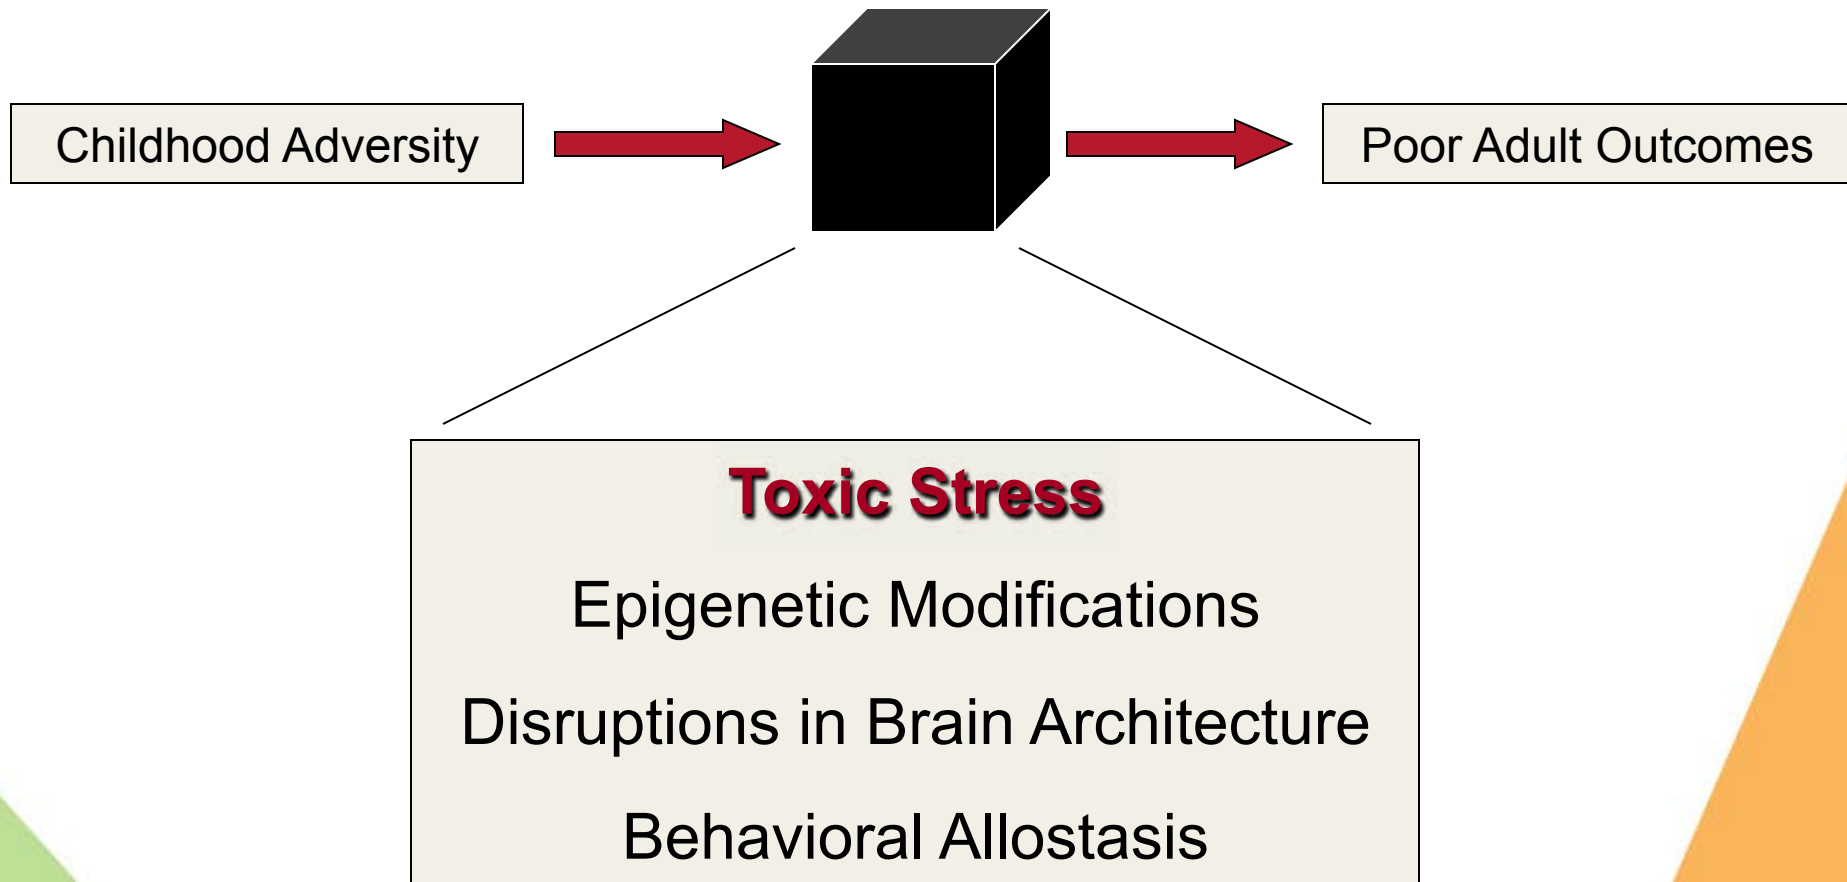 Childhood Adversity
Poor Adult Outcomes
Toxic Stress
Epigenetic Modifications
Disruptions in Brain Architecture
Behavioral Allostasis